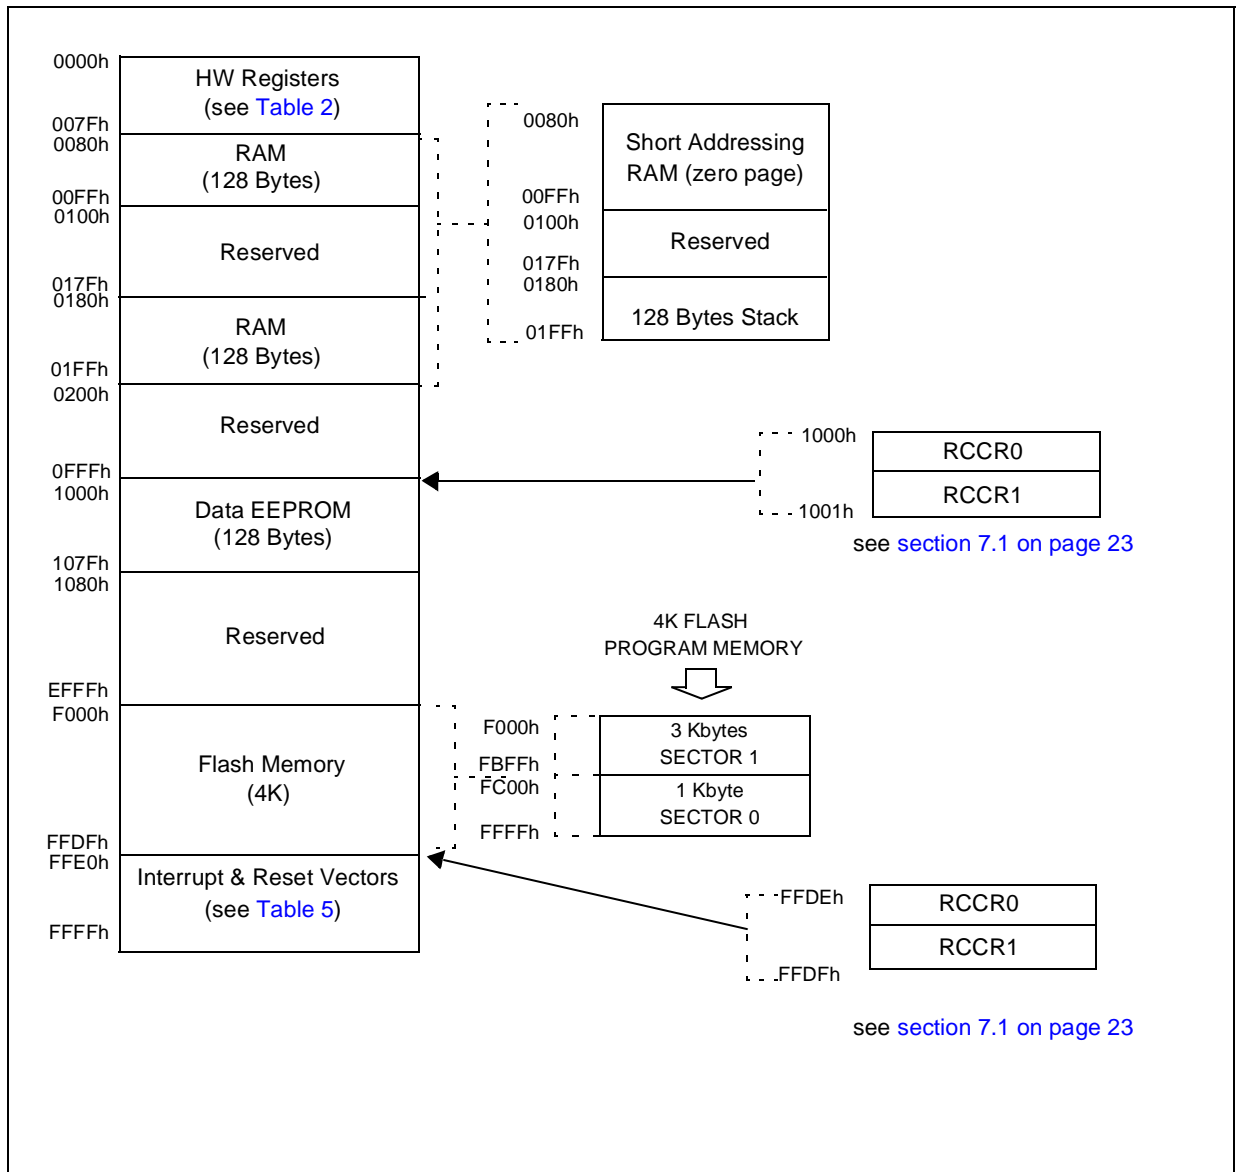 0000h
HW Registers
(see Table 2)
007Fh
0080h
RAM
(128 Bytes)
00FFh
0100h
Reserved
017Fh
0180h
RAM
(128 Bytes)
01FFh
0200h
Reserved
0FFFh
1000h
Data EEPROM
(128 Bytes)
107Fh
1080h
Reserved
EFFFh
F000h
Flash Memory
(4K)
FFDFh
FFE0h
Interrupt & Reset Vectors
(see Table 5)
FFFFh
0080h
Short Addressing
RAM (zero page)
00FFh
0100h
Reserved
017Fh
0180h
128 Bytes Stack
01FFh
1000h
RCCR0
RCCR1
1001h
see section 7.1 on page 23
4K FLASH
PROGRAM MEMORY
F000h
3 Kbytes
SECTOR 1
FBFFh
FC00h
1 Kbyte
SECTOR 0
FFFFh
FFDEh
RCCR0
RCCR1
FFDFh
see section 7.1 on page 23